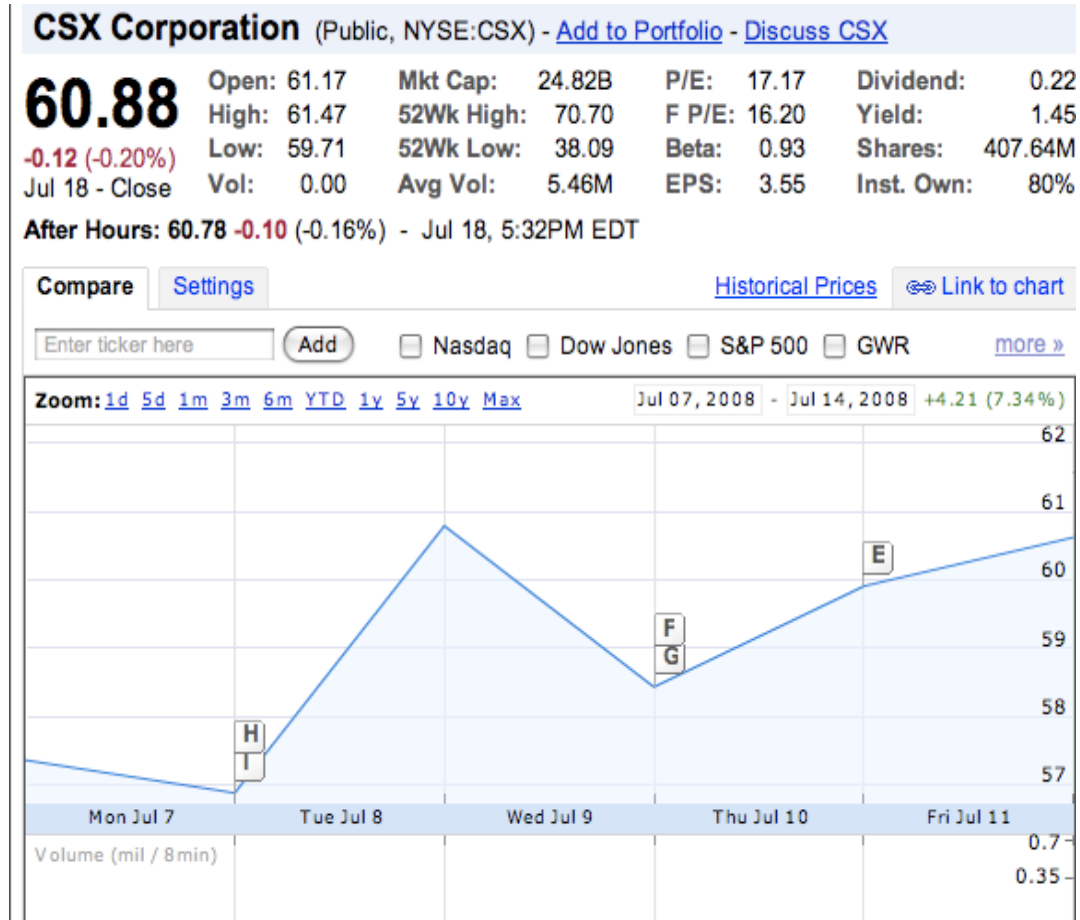 CSX Corporation (Public, NYSE:CSX) - Add to Portfolio - Discuss CSX
60.88
-0.12 (-0.20%)
Jul 18 - Close
Open: 61.17 Mkt Cap: 24.82B P/E: 17.17 Dividend: 0.22
High: 61.47 52Wk High: 70.70 F P/E: 16.20 Yield: 1.45
Low: 59.71 52Wk Low: 38.09 Beta: 0.93 Shares: 407.64M
Vol: 0.00 Avg Vol: 5.46M EPS: 3.55 Inst. Own: 80%
After Hours: 60.78 -0.10 (-0.16%) - Jul 18, 5:32PM EDT
Compare Settings Historical Prices Link to chart
Enter ticker here Add Nasdaq Dow Jones S&P 500 GWR more »
Zoom: 1d 5d 1m 3m 6m YTD 1y 5y 10y Max Jul 07, 2008 - Jul 14, 2008 +4.21 (7.34%)
62
61
E
60
F
59
G
58
H
I
57
Mon Jul 7 Tue Jul 8 Wed Jul 9 Thu Jul 10 Fri Jul 11
Volume (mil / 8min) 0.7
0.35